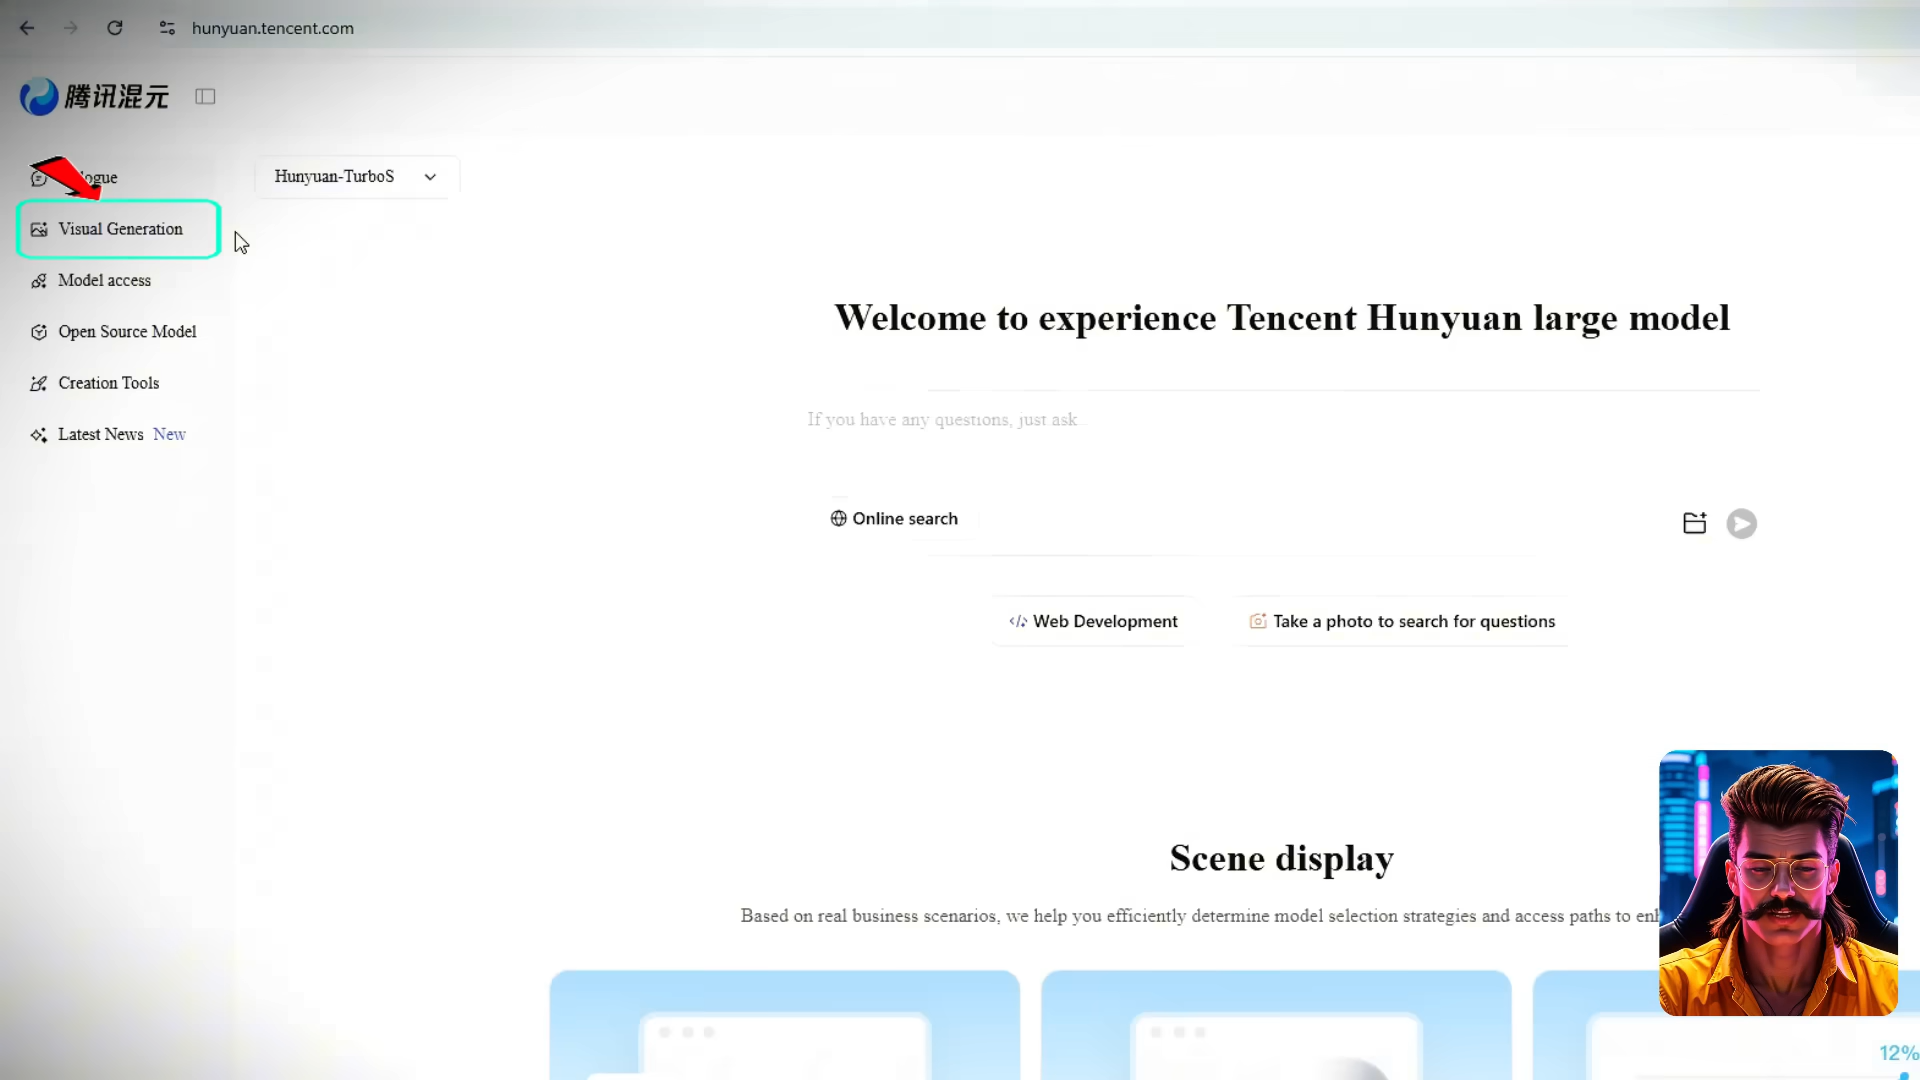 hunyuan.tencent.com
腾讯混元
Hunyuan-TurboS
Visual Generation
Model access
Open Source Model
Creation Tools
Latest News New
Welcome to experience Tencent Hunyuan large model
If you have any questions, just ask
Online search
Web Development
Take a photo to search for questions
Scene display
Based on real business scenarios, we help you efficiently determine model selection strategies and access paths to
12%